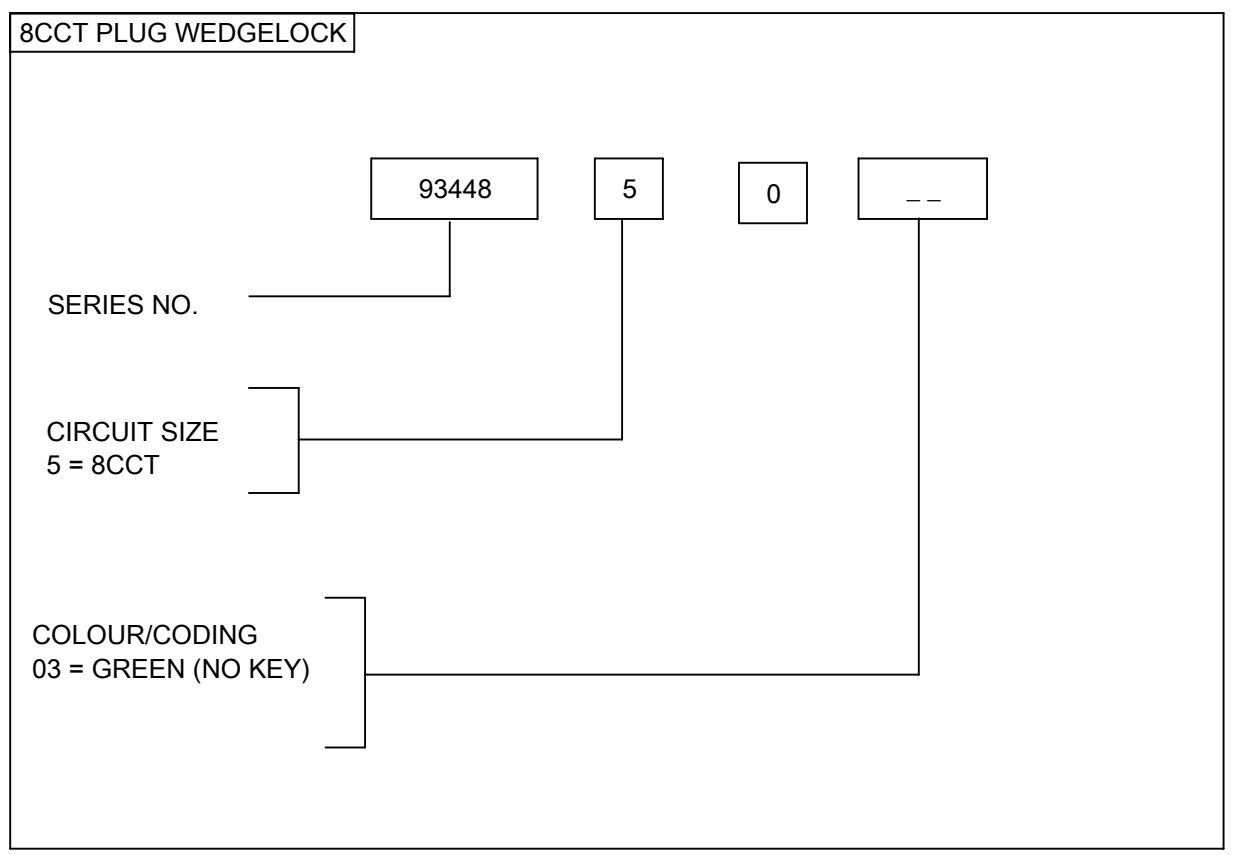 8CCT PLUG WEDGELOCK
93448 5 0 _ _
SERIES NO.
CIRCUIT SIZE
5 = 8CCT
COLOUR/CODING
03 = GREEN (NO KEY)